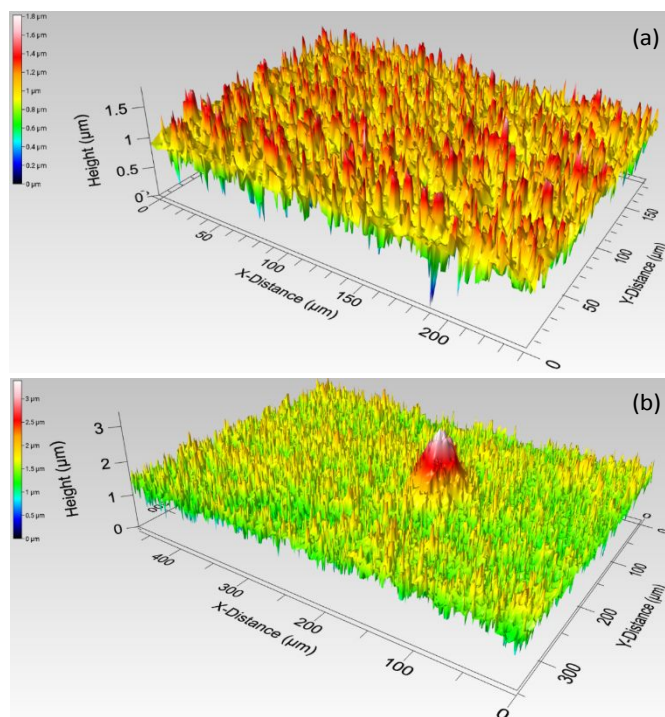 1.8 µm
1.6 µm
1.4 µm
1.2 µm
1 µm
0.8 µm
0.6 µm
0.4 µm
0.2 µm
0 µm
(a)
Height (µm)
1.5
1
0.5
0
0
50
100
150
200
X-Distance (µm)
150
100
50
0
Y-Distance (µm)
3 µm
2.5 µm
2 µm
1.5 µm
1 µm
0.5 µm
0 µm
(b)
Height (µm)
3
2
1
0
400
300
200
100
0
X-Distance (µm)
0
100
200
300
Y-Distance (µm)